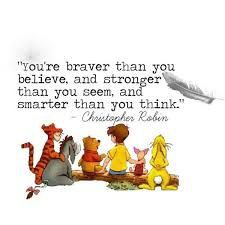 "You're braver than you
believe, and stronger
than you seem, and
smarter than you think."
- Christopher Robin